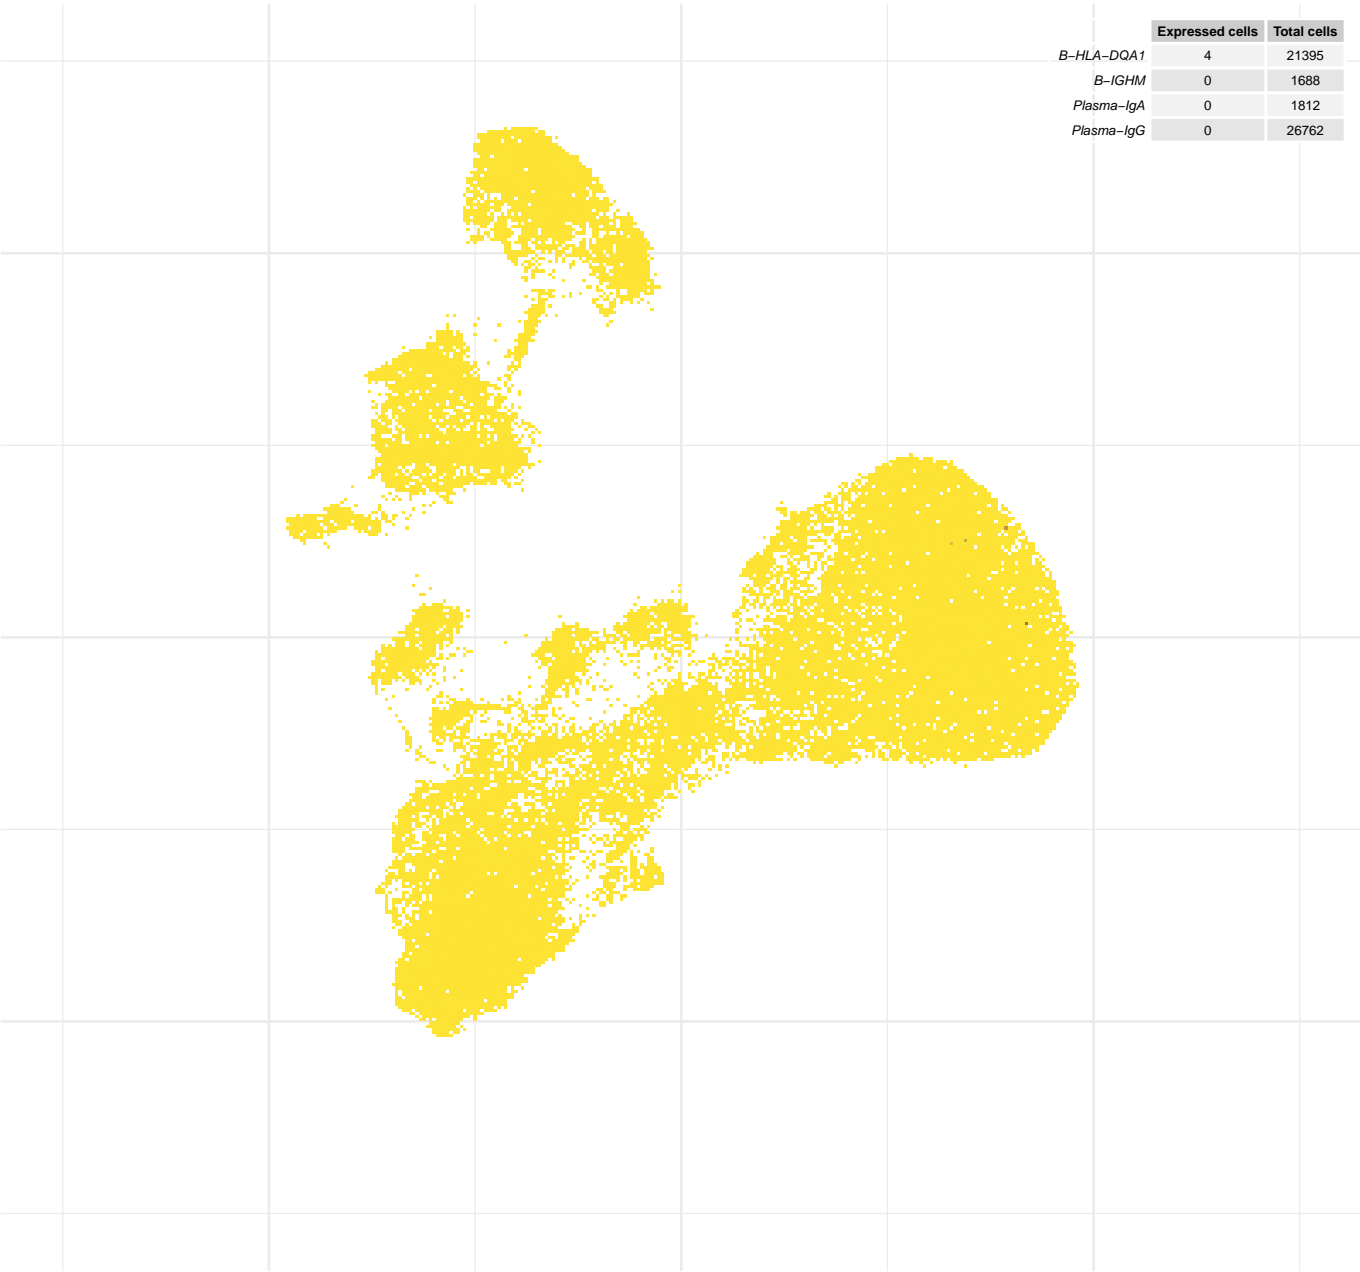 Expressed cells Total cells
B−HLA−DQA1 4 21395
B−IGHM 0 1688
Plasma−IgA 0 1812
Plasma−IgG 0 26762